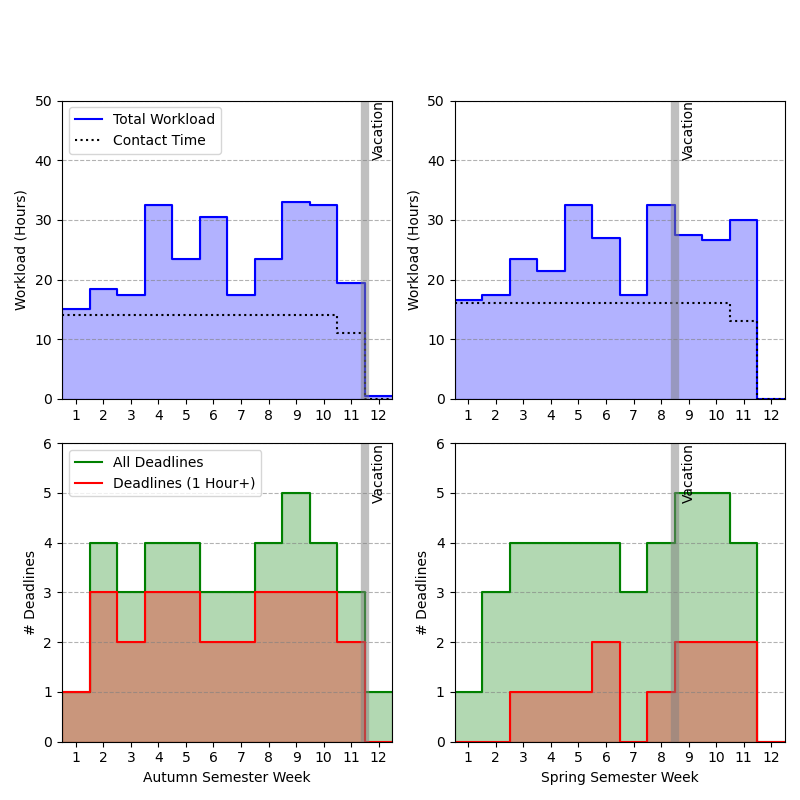 50
40
30
20
10
0
Workload (Hours)
Total Workload
Contact Time
Vacation
1 2 3 4 5 6 7 8 9 10 11 12
50
40
30
20
10
0
Workload (Hours)
Vacation
1 2 3 4 5 6 7 8 9 10 11 12
6
5
4
3
2
1
0
# Deadlines
All Deadlines
Deadlines (1 Hour+)
Vacation
1 2 3 4 5 6 7 8 9 10 11 12
Autumn Semester Week
6
5
4
3
2
1
0
# Deadlines
Vacation
1 2 3 4 5 6 7 8 9 10 11 12
Spring Semester Week